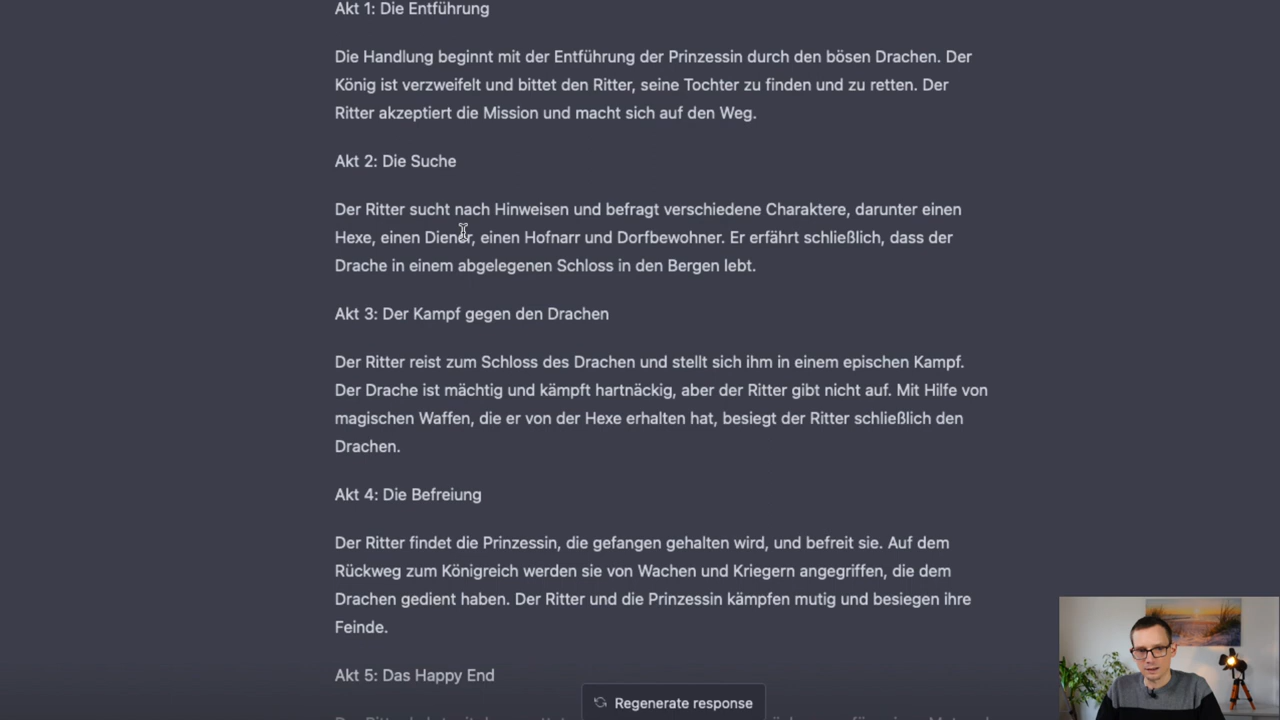 Akt 1: Die Entführung
Die Handlung beginnt mit der Entführung der Prinzessin durch den bösen Drachen. Der
König ist verzweifelt und bittet den Ritter, seine Tochter zu finden und zu retten. Der
Ritter akzeptiert die Mission und macht sich auf den Weg.
Akt 2: Die Suche
Der Ritter sucht nach Hinweisen und befragt verschiedene Charaktere, darunter einen
Hexe, einen Diener, einen Hofnarr und Dorfbewohner. Er erfährt schließlich, dass der
Drache in einem abgelegenen Schloss in den Bergen lebt.
Akt 3: Der Kampf gegen den Drachen
Der Ritter reist zum Schloss des Drachen und stellt sich ihm in einem epischen Kampf.
Der Drache ist mächtig und kämpft hartnäckig, aber der Ritter gibt nicht auf. Mit Hilfe von
magischen Waffen, die er von der Hexe erhalten hat, besiegt der Ritter schließlich den
Drachen.
Akt 4: Die Befreiung
Der Ritter findet die Prinzessin, die gefangen gehalten wird, und befreit sie. Auf dem
Rückweg zum Königreich werden sie von Wachen und Kriegern angegriffen, die dem
Drachen gedient haben. Der Ritter und die Prinzessin kämpfen mutig und besiegen ihre
Feinde.
Akt 5: Das Happy End
Regenerate response